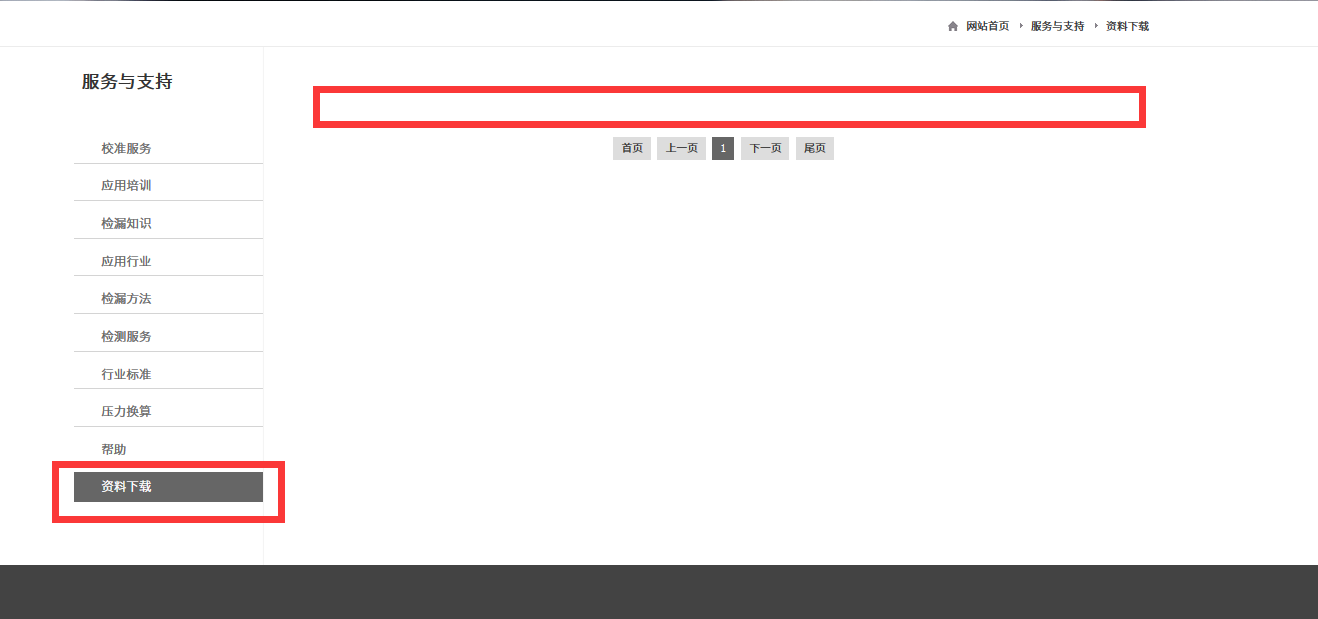 网站首页 服务与支持 资料下载
服务与支持
校准服务
应用培训
检漏知识
应用行业
检漏方法
检测服务
行业标准
压力换算
帮助
资料下载
首页 上一页 1 下一页 尾页